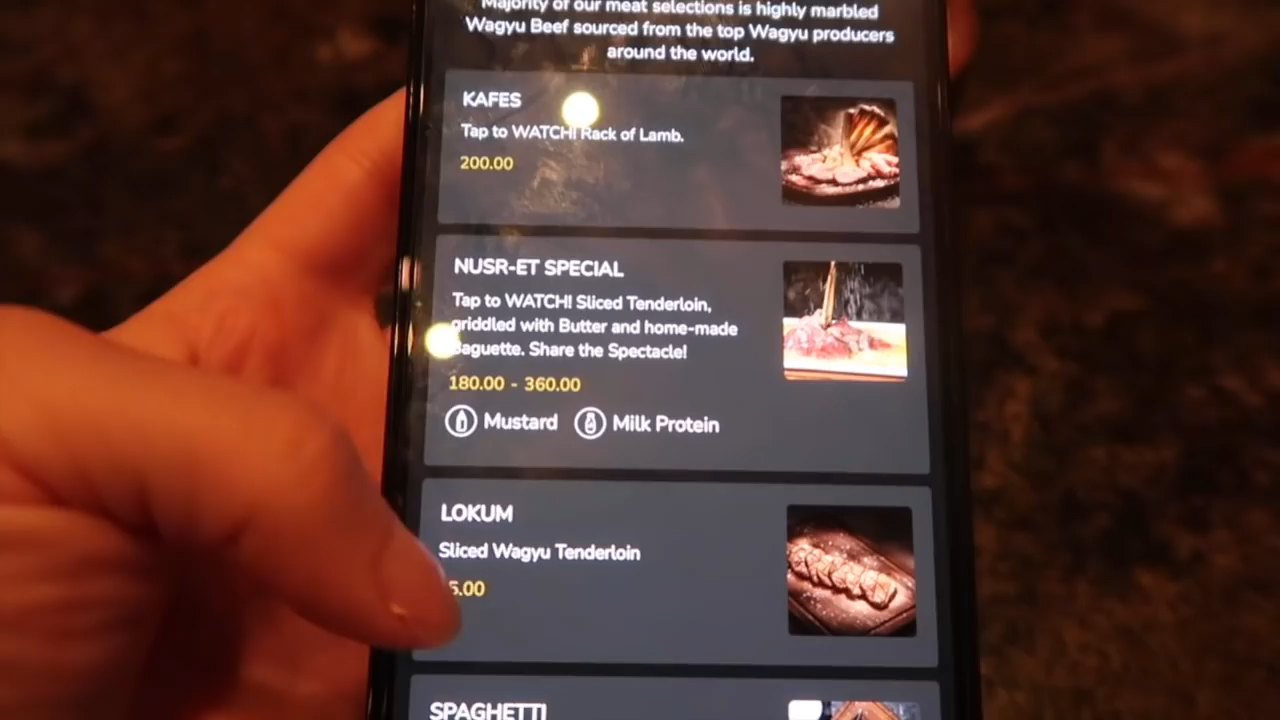 Majority of our meat selections is highly marbled
Wagyu Beef sourced from the top Wagyu producers
around the world.
KAFES
Tap to WATCH! Rack of Lamb.
200.00
NUSR-ET SPECIAL
Tap to WATCH! Sliced Tenderloin,
griddled with Butter and home-made
Baguette. Share the Spectacle!
180.00 - 360.00
Mustard
Milk Protein
LOKUM
Sliced Wagyu Tenderloin
5.00
SPAGHETTI